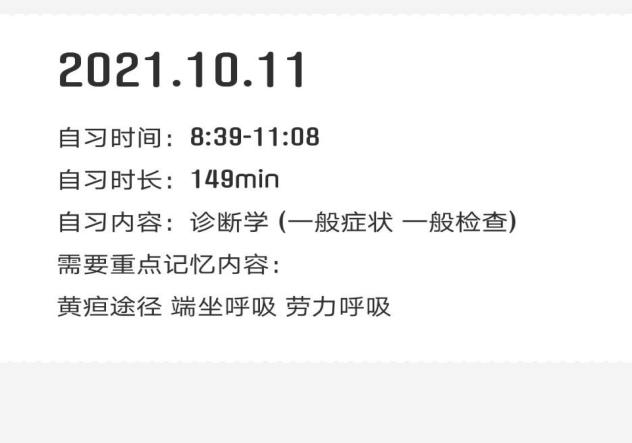 2021.10.11
自习时间：8:39-11:08
自习时长：149min
自习内容：诊断学 (一般症状 一般检查)
需要重点记忆内容：
黄疸途径 端坐呼吸 劳力呼吸